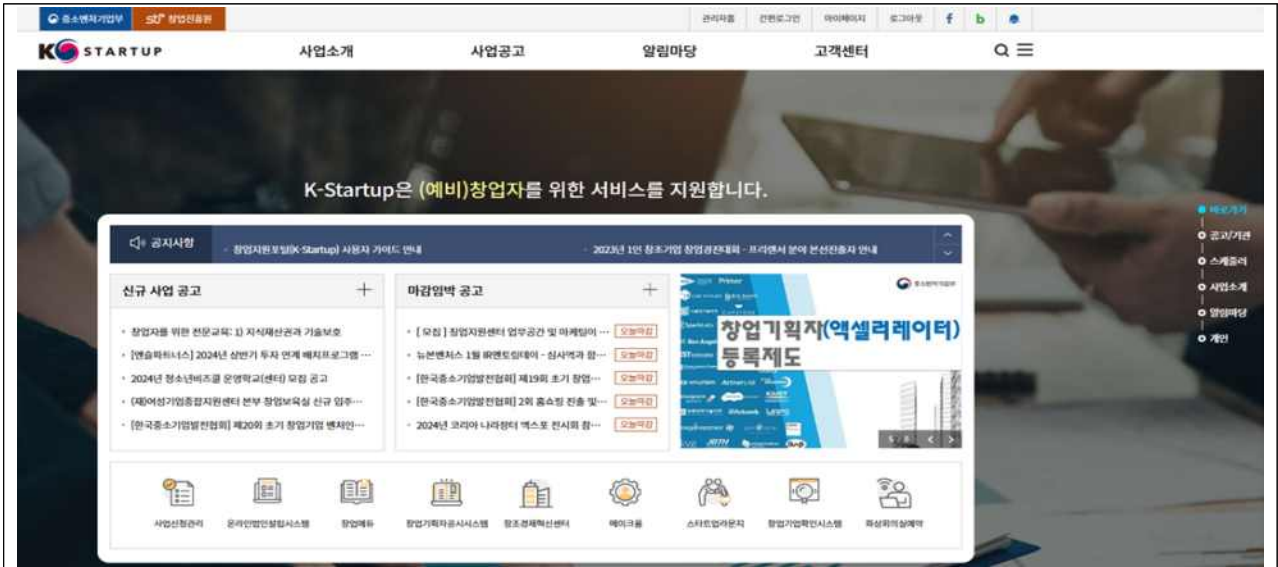 중소벤처기업부 창업진흥원 관리자홈 간편로그인 마이페이지 로그아웃
K STARTUP 사업소개 사업공고 알림마당 고객센터
K-Startup은 (예비)창업자를 위한 서비스를 지원합니다.
공지사항
· 창업지원포털(K-Startup) 사용자 가이드 안내
· 2023년 1인 창조기업 창업경진대회 - 프리랜서 분야 본선진출자 안내
신규 사업 공고
· 창업자를 위한 전문교육: 1) 지식재산권과 기술보호
· [앤슬파트너스] 2024년 상반기 투자 연계 배치프로그램 ···
· 2024년 청소년비즈쿨 운영학교(센터) 모집 공고
· (재)여성기업종합지원센터 본부 창업보육실 신규 입주···
· [한국중소기업발전협회] 제20회 초기 창업기업 벤처인···
마감임박 공고
· [ 모집 ] 창업지원센터 업무공간 및 마케팅이 ··· 오늘마감
· 뉴본벤처스 1월 IR멘토링데이 - 심사역과 함··· 오늘마감
· [한국중소기업발전협회] 제19회 초기 창업··· 오늘마감
· [한국중소기업발전협회] 2회 홈쇼핑 진출 및··· 오늘마감
· 2024년 코리아 나라장터 엑스포 전시회 참··· 오늘마감
중소벤처기업부
창업기획자(액셀러레이터)
등록제도
5 / 8
바로가기
공고/기관
스케줄러
사업소개
알림마당
개인
사업신청관리 온라인법인설립시스템 창업에듀 창업기획자공시시스템 창조경제혁신센터 메이크올 스타트업라운지 창업기업확인시스템 화상회의실예약